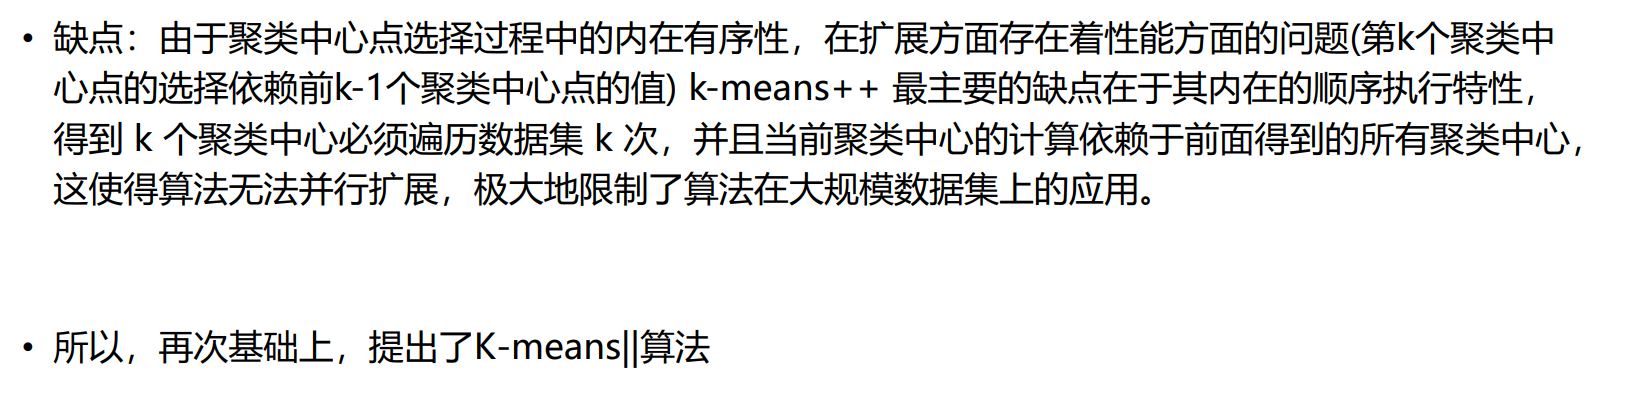 • 缺点：由于聚类中心点选择过程中的内在有序性，在扩展方面存在着性能方面的问题(第k个聚类中
心点的选择依赖前k-1个聚类中心点的值) k-means++ 最主要的缺点在于其内在的顺序执行特性，
得到 k 个聚类中心必须遍历数据集 k 次，并且当前聚类中心的计算依赖于前面得到的所有聚类中心，
这使得算法无法并行扩展，极大地限制了算法在大规模数据集上的应用。
• 所以，再次基础上，提出了K-means||算法